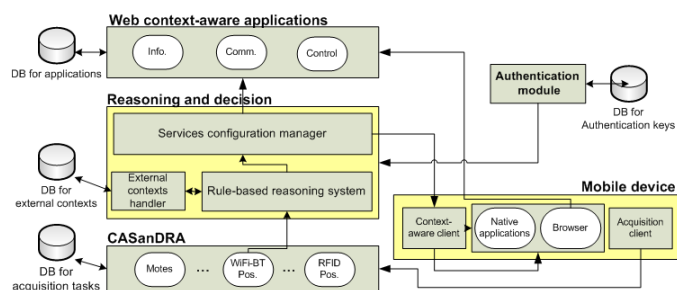 Web context-aware applications
Info.
Comm.
Control
DB for applications
Authentication
module
DB for
Authentication keys
Reasoning and decision
Services configuration manager
External
contexts
handler
Rule-based reasoning system
DB for
external contexts
Mobile device
Context-
aware client
Native
applications
Browser
Acquisition
client
CASanDRA
Motes
...
WiFi-BT
Pos.
...
RFID
Pos.
DB for
acquisition tasks